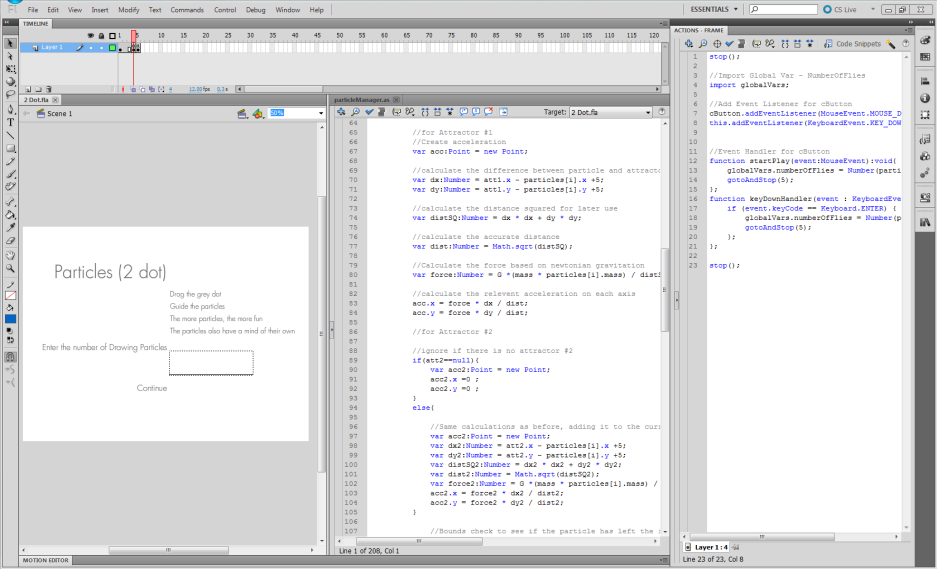 Fl File Edit View Insert Modify Text Commands Control Debug Window Help ESSENTIALS CS Live
TIMELINE
1 5 10 15 20 25 30 35 40 45 50 55 60 65 70 75 80 85 90 95 100 105 110 115 120
Layer 1
12.00 fps 0.3 s
2 Dot.fla
Scene 1
Particles (2 dot)
Drag the grey dot
Guide the particles
The more particles, the more fun
The particles also have a mind of their own
Enter the number of Drawing Particles
Continue
MOTION EDITOR
particleManager.as
Target: 2 Dot.fla
64
65 //for Attractor #1
66 //Create acceleration
67 var acc:Point = new Point;
68
69 //calculate the difference between particle and attracto
70 var dx:Number = att1.x - particles[i].x +5;
71 var dy:Number = att1.y - particles[i].y +5;
72
73 //calculate the distance squared for later use
74 var distSQ:Number = dx * dx + dy * dy;
75
76 //calculate the accurate distance
77 var dist:Number = Math.sqrt(distSQ);
78
79 //Calculate the force based on newtonian gravitation
80 var force:Number = G *(mass * particles[i].mass) / distS
81
82 //calculate the relevent acceleration on each axis
83 acc.x = force * dx / dist;
84 acc.y = force * dy / dist;
85
86 //for Attractor #2
87
88 //ignore if there is no attractor #2
89 if(att2==null){
90 var acc2:Point = new Point;
91 acc2.x =0 ;
92 acc2.y =0 ;
93 }
94 else{
95
96 //Same calculations as before, adding it to the curr
97 var acc2:Point = new Point;
98 var dx2:Number = att2.x - particles[i].x +5;
99 var dy2:Number = att2.y - particles[i].y +5;
100 var distSQ2:Number = dx2 * dx2 + dy2 * dy2;
101 var dist2:Number = Math.sqrt(distSQ2);
102 var force2:Number = G *(mass * particles[i].mass) /
103 acc2.x = force2 * dx2 / dist2;
104 acc2.y = force2 * dy2 / dist2;
105 }
106
107 //Bounds check to see if the particle has left the
Line 1 of 208, Col 1
ACTIONS - FRAME
Code Snippets
1 stop();
2
3 //Import Global Var - NumberOfFlies
4 import globalVars;
5
6 //Add Event Listener for cButton
7 cButton.addEventListener(MouseEvent.MOUSE_D
8 this.addEventListener(KeyboardEvent.KEY_DOW
9
10
11 //Event Handler for cButton
12 function startPlay(event:MouseEvent):void{
13 globalVars.numberOfFlies = Number(parti
14 gotoAndStop(5);
15 };
16 function keyDownHandler(event : KeyboardEve
17 if (event.keyCode == Keyboard.ENTER) {
18 globalVars.numberOfFlies = Number(p
19 gotoAndStop(5);
20 };
21 };
22
23 stop();
Layer 1 : 4
Line 23 of 23, Col 8